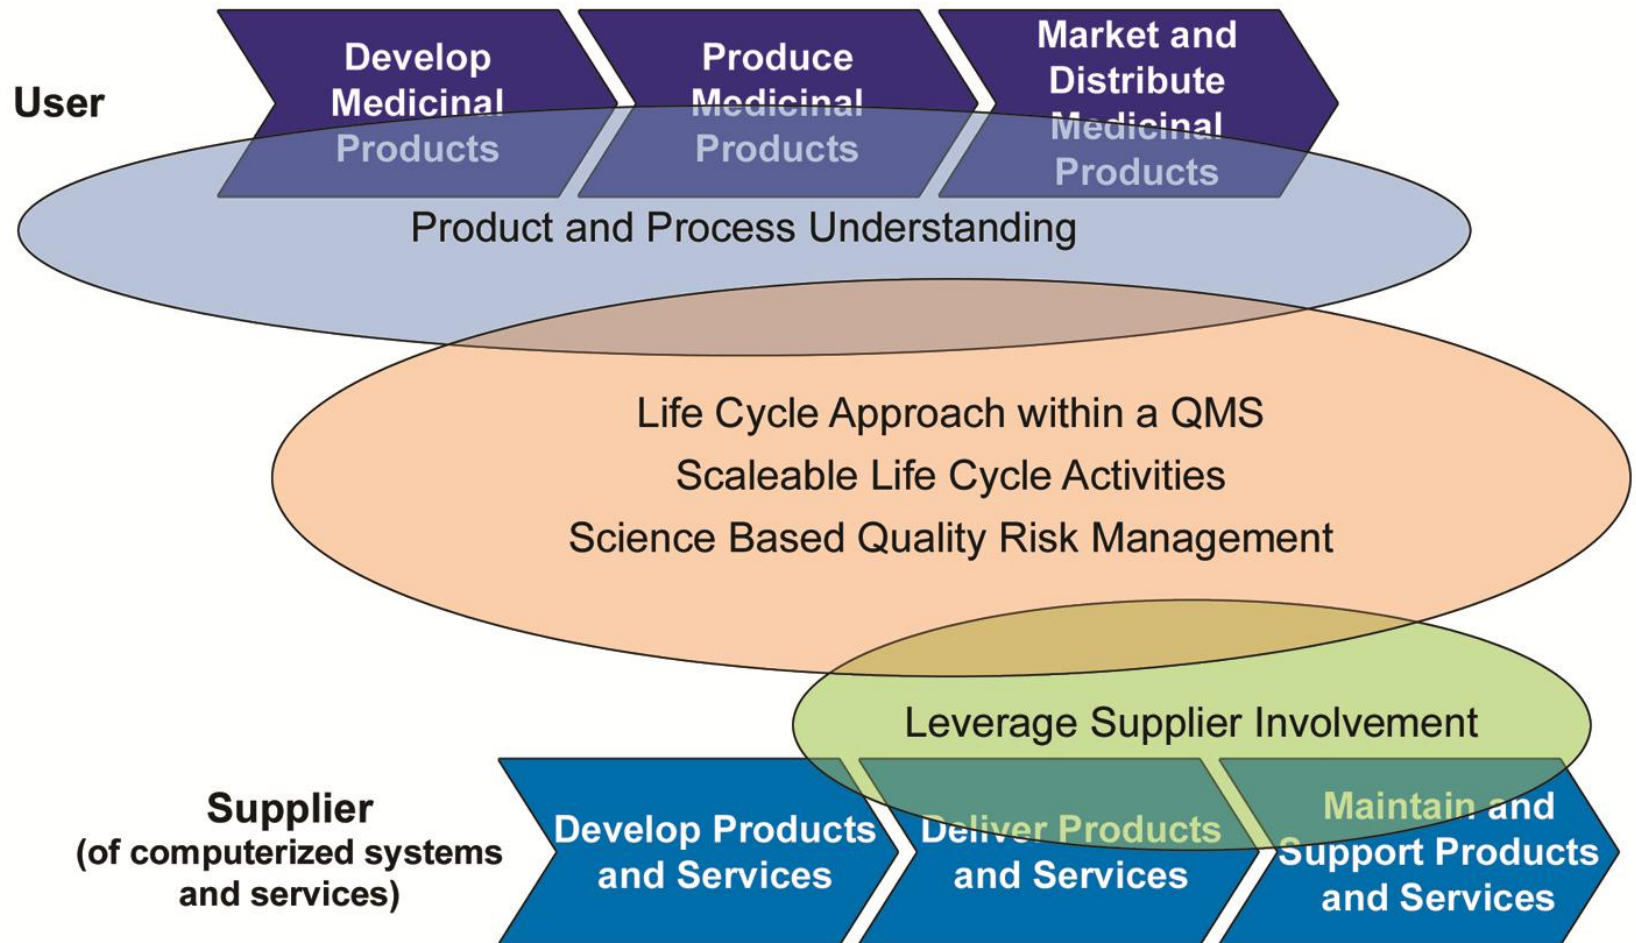 User
Develop
Medicinal
Products
Produce
Medicinal
Products
Market and
Distribute
Medicinal
Products
Product and Process Understanding
Life Cycle Approach within a QMS
Scaleable Life Cycle Activities
Science Based Quality Risk Management
Leverage Supplier Involvement
Supplier
(of computerized systems
and services)
Develop Products
and Services
Deliver Products
and Services
Maintain and
Support Products
and Services